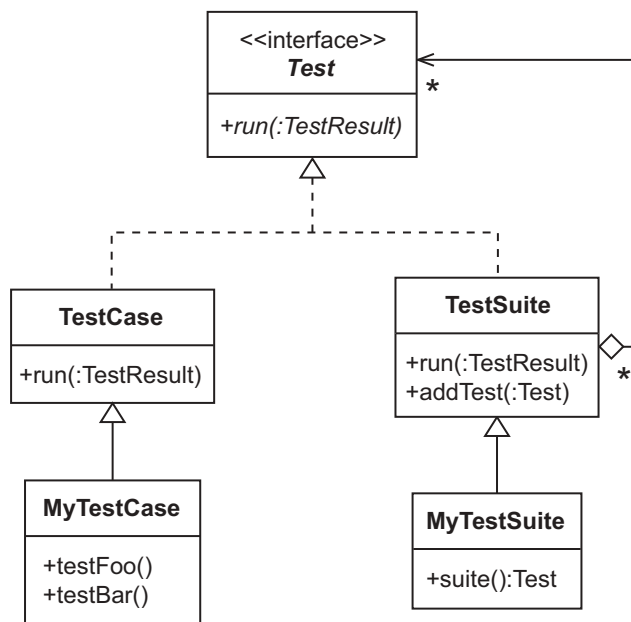 <<interface>>
Test
*
+run(:TestResult)
TestCase
+run(:TestResult)
TestSuite
+run(:TestResult)
+addTest(:Test)
*
MyTestCase
+testFoo()
+testBar()
MyTestSuite
+suite():Test